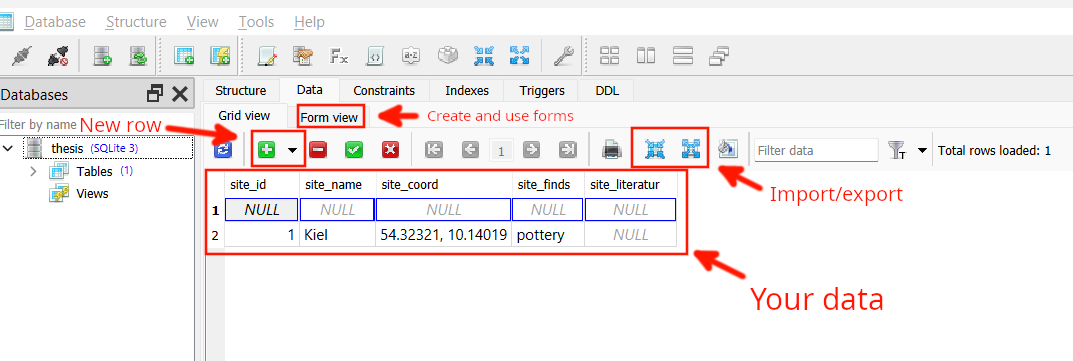 Database Structure View Tools Help
Structure Data Constraints Indexes Triggers DDL
Databases
Grid view Form view Create and use forms
Filter by name New row
thesis (SQLite 3)
1 Filter data Total rows loaded: 1
Tables (1)
Views
Import/export
site_id site_name site_coord site_finds site_literatur
1 NULL NULL NULL NULL NULL
2 1 Kiel 54.32321, 10.14019 pottery NULL
Your data